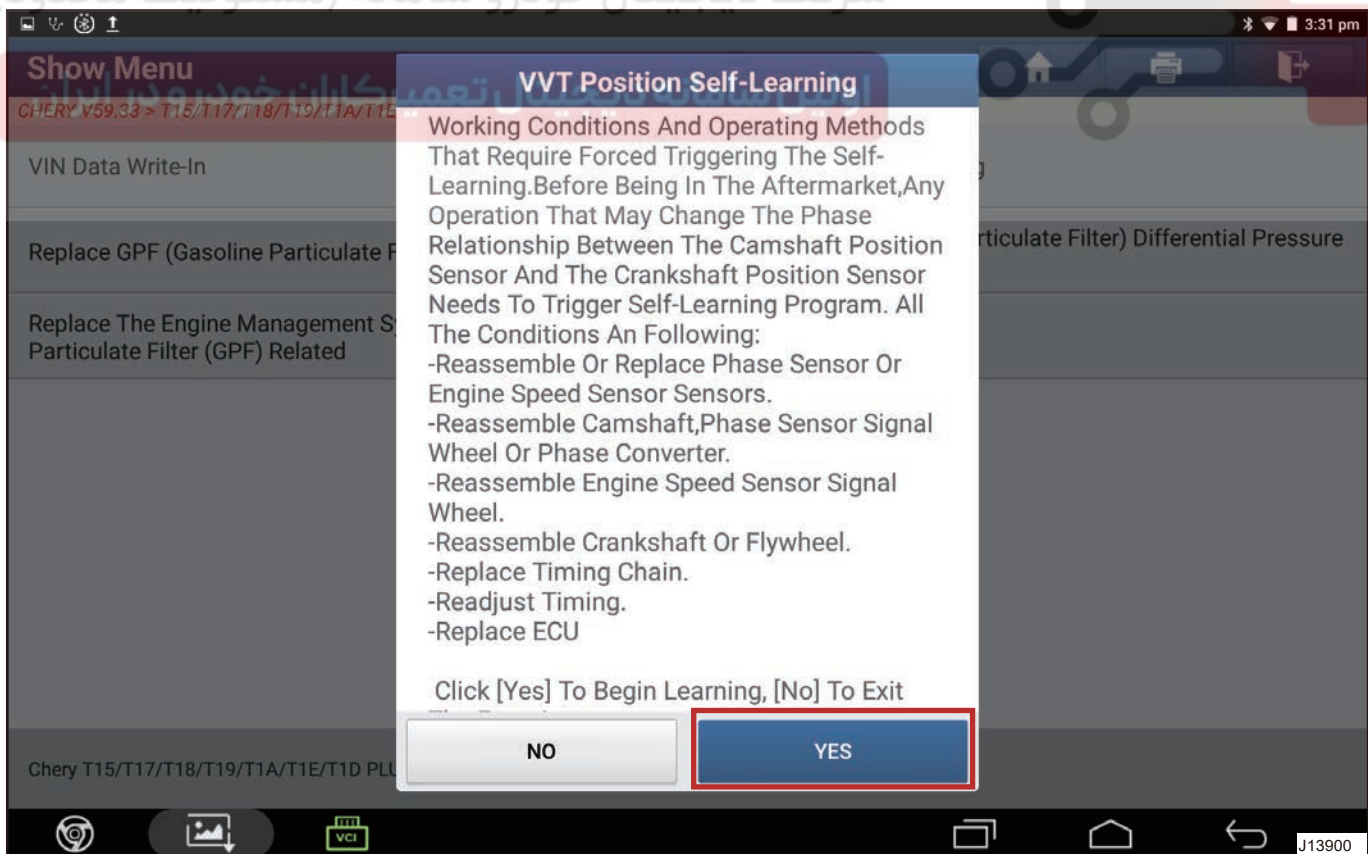 3:31 pm
Show Menu
اولین سامانه دیجیتال تعمیرکاران خودرو در ایران
CHERY V59.33 > T15/T17/T18/T19/T1A/T1E
VIN Data Write-In
Replace GPF (Gasoline Particulate F
rticulate Filter) Differential Pressure
Replace The Engine Management S
Particulate Filter (GPF) Related
VVT Position Self-Learning
Working Conditions And Operating Methods
That Require Forced Triggering The Self-
Learning.Before Being In The Aftermarket,Any
Operation That May Change The Phase
Relationship Between The Camshaft Position
Sensor And The Crankshaft Position Sensor
Needs To Trigger Self-Learning Program. All
The Conditions An Following:
-Reassemble Or Replace Phase Sensor Or
Engine Speed Sensor Sensors.
-Reassemble Camshaft,Phase Sensor Signal
Wheel Or Phase Converter.
-Reassemble Engine Speed Sensor Signal
Wheel.
-Reassemble Crankshaft Or Flywheel.
-Replace Timing Chain.
-Readjust Timing.
-Replace ECU
Click [Yes] To Begin Learning, [No] To Exit
NO
YES
Chery T15/T17/T18/T19/T1A/T1E/T1D PLU
VCI
J13900